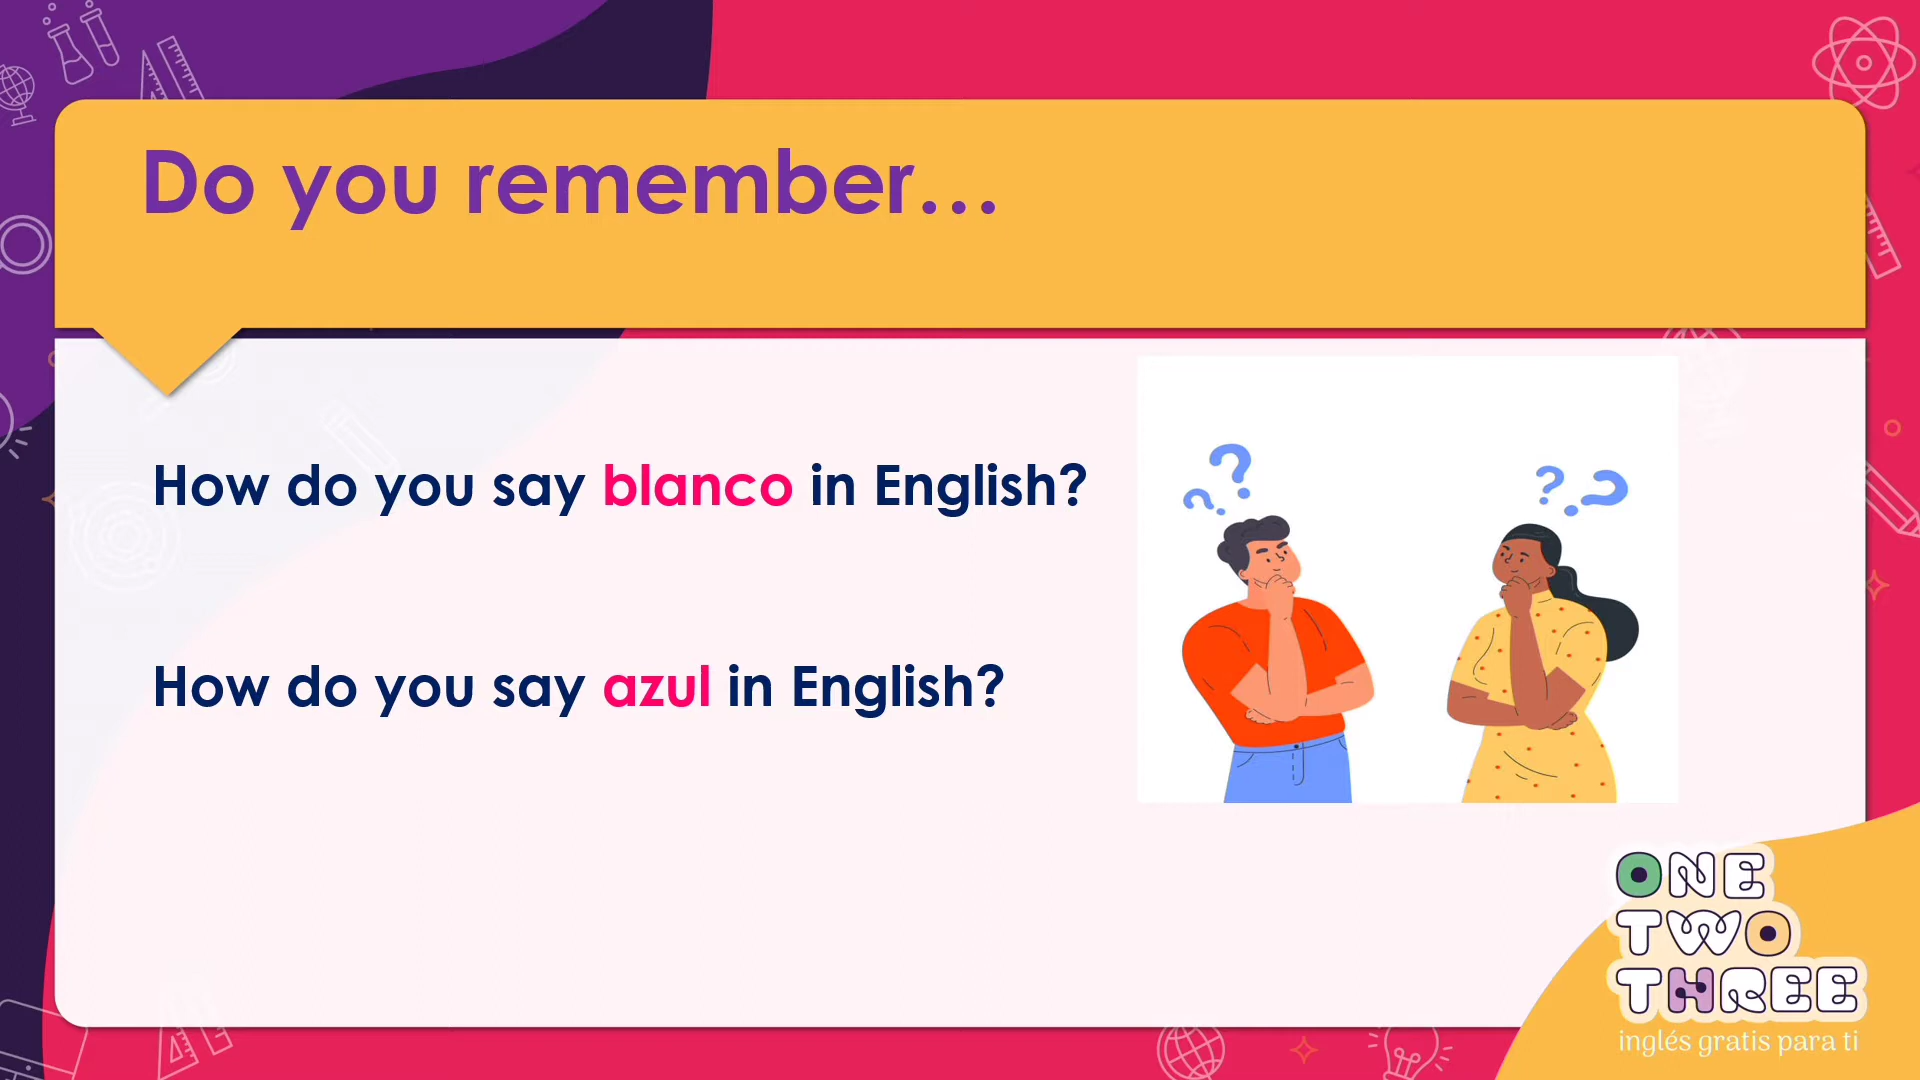 Do you remember...
How do you say blanco in English?
How do you say azul in English?
ONE
TWO
THREE
inglés gratis para ti